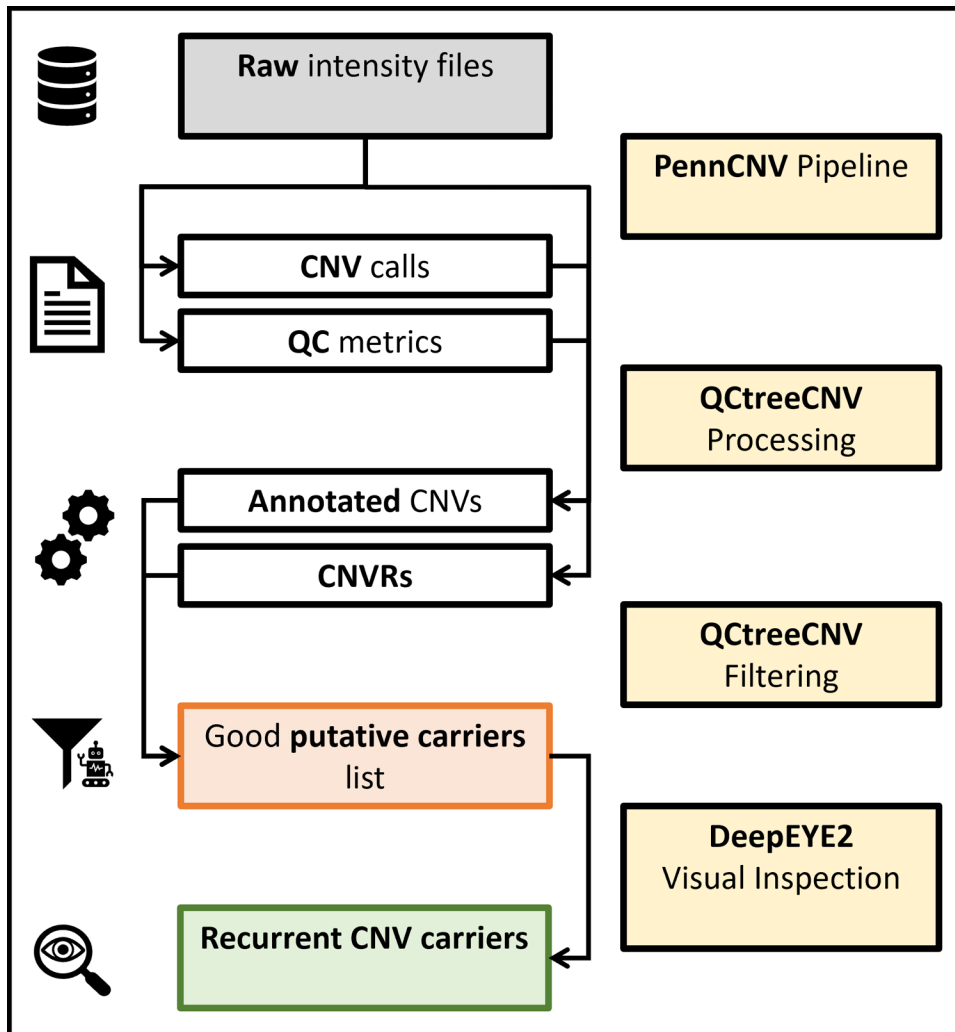 Raw intensity files
PennCNV Pipeline
CNV calls
QC metrics
QCtreeCNV
Processing
Annotated CNVs
CNVRs
QCtreeCNV
Filtering
Good putative carriers
list
DeepEYE2
Visual Inspection
Recurrent CNV carriers